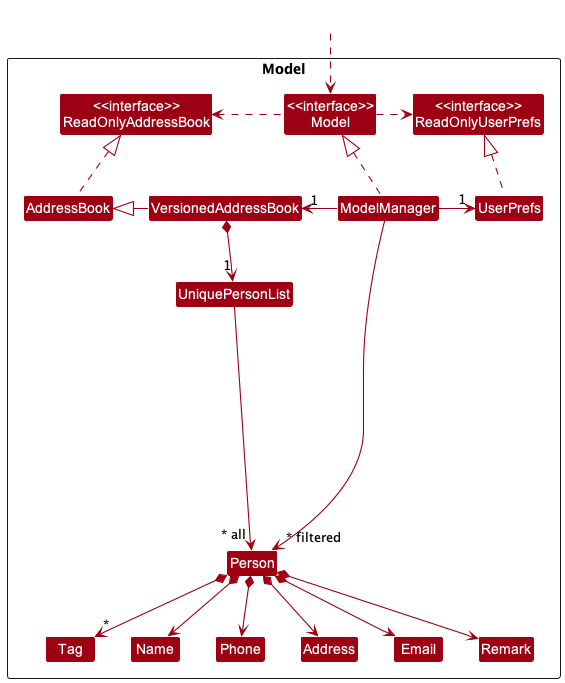 Model
<<interface>>
ReadOnlyAddressBook
<<interface>>
Model
<<interface>>
ReadOnlyUserPrefs
AddressBook
VersionedAddressBook
1
ModelManager
1
UserPrefs
1
UniquePersonList
* all
* filtered
Person
*
Tag
Name
Phone
Address
Email
Remark